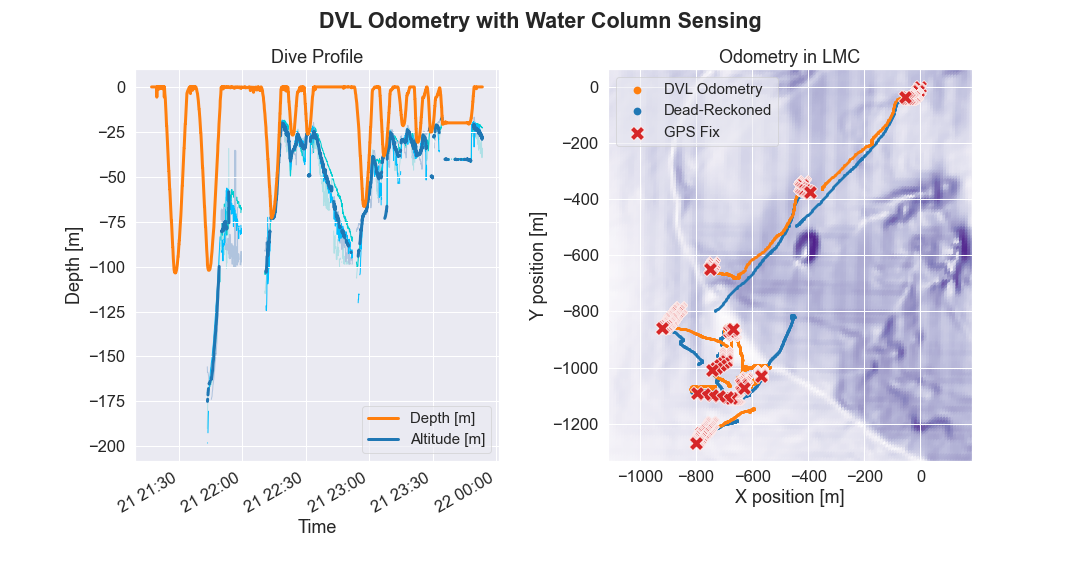 DVL Odometry with Water Column Sensing
Dive Profile
Depth [m]
0
−25
−50
−75
−100
−125
−150
−175
−200
Depth [m]
Altitude [m]
21 21:30
21 22:00
21 22:30
21 23:00
21 23:30
22 00:00
Time
Odometry in LMC
Y position [m]
0
−200
−400
−600
−800
−1000
−1200
DVL Odometry
Dead-Reckoned
GPS Fix
−1000
−800
−600
−400
−200
0
X position [m]